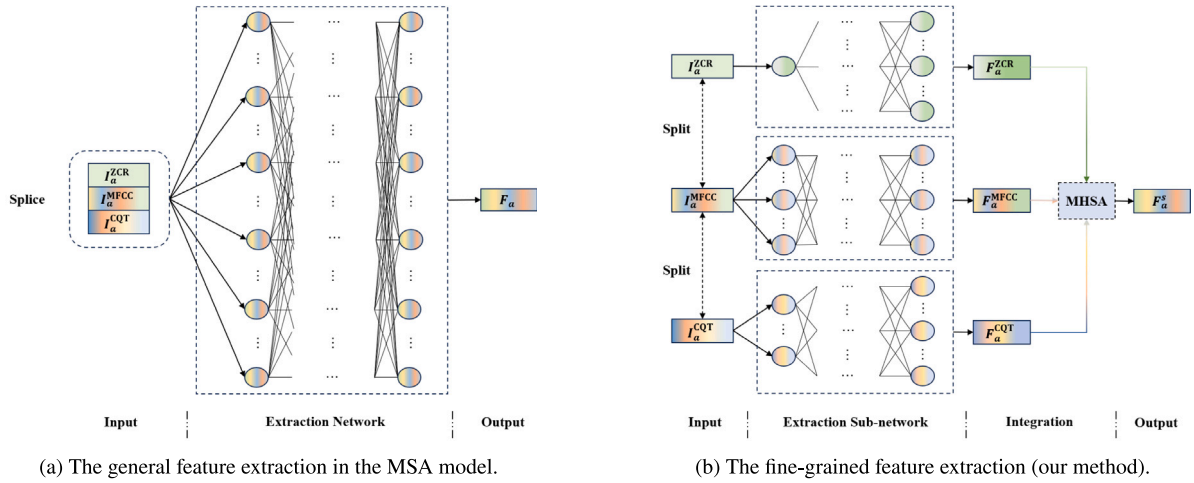 Splice
I_a^ZCR
I_a^MFCC
I_a^CQT
F_a
Input
Extraction Network
Output
(a) The general feature extraction in the MSA model.
I_a^ZCR
F_a^ZCR
Split
I_a^MFCC
F_a^MFCC
MHSA
F_a^s
Split
I_a^CQT
F_a^CQT
Input
Extraction Sub-network
Integration
Output
(b) The fine-grained feature extraction (our method).